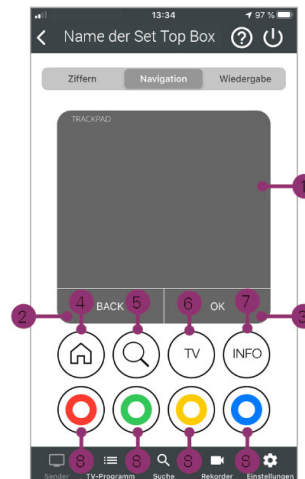 13:34 97 %
Name der Set Top Box ?
Ziffern Navigation Wiedergabe
TRACKPAD
1
4 5 6 7
2 BACK OK 3
TV INFO
8 8 8 8
Sender TV-Programm Suche Rekorder Einstellungen